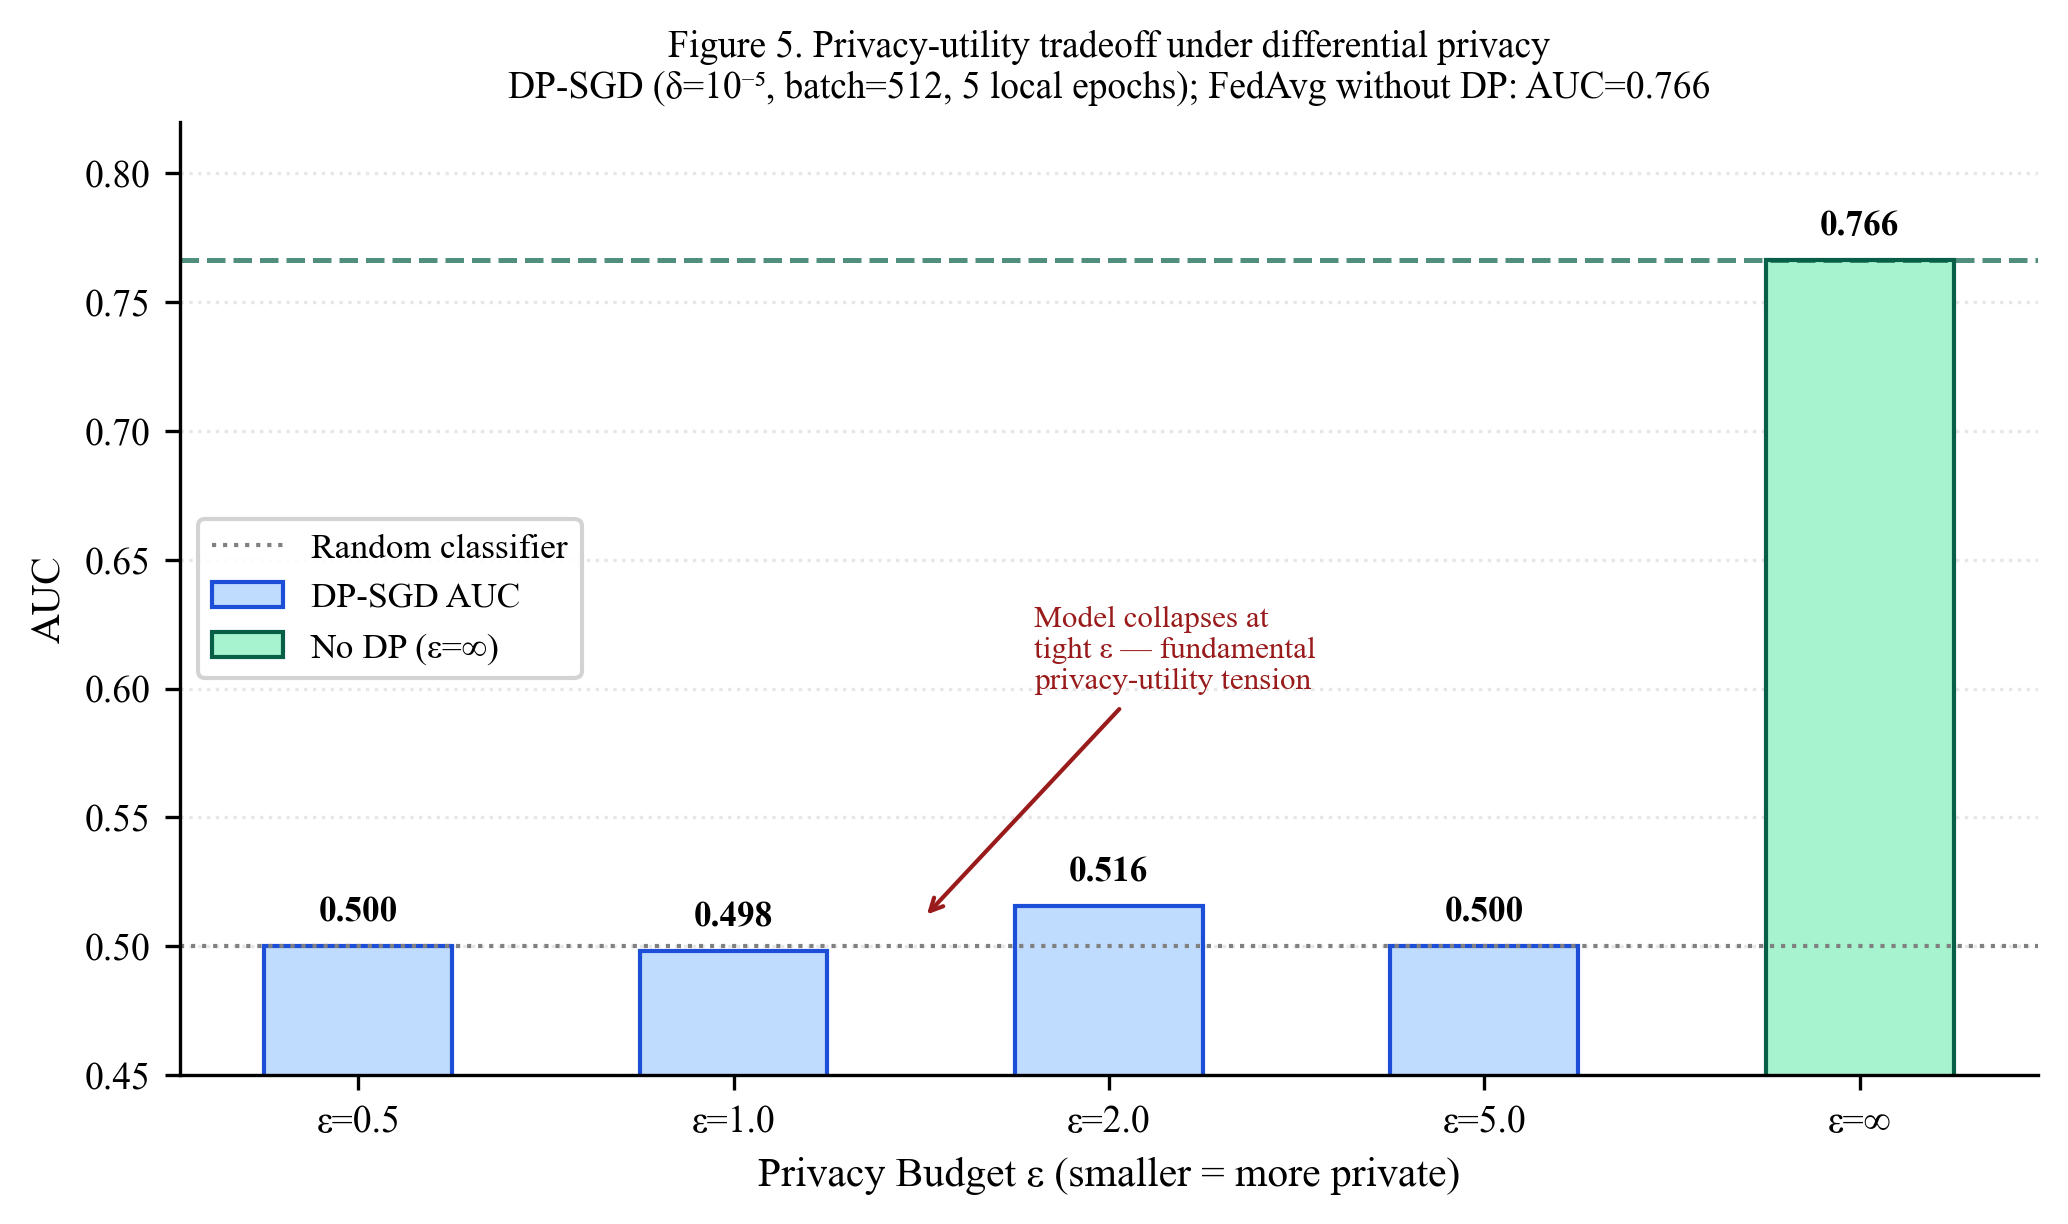 Figure 5. Privacy-utility tradeoff under differential privacy
DP-SGD (δ=10⁻⁵, batch=512, 5 local epochs); FedAvg without DP: AUC=0.766
AUC
0.80
0.75
0.70
0.65
0.60
0.55
0.50
0.45
Random classifier
DP-SGD AUC
No DP (ε=∞)
Model collapses at
tight ε — fundamental
privacy-utility tension
0.500
0.498
0.516
0.500
0.766
ε=0.5
ε=1.0
ε=2.0
ε=5.0
ε=∞
Privacy Budget ε (smaller = more private)